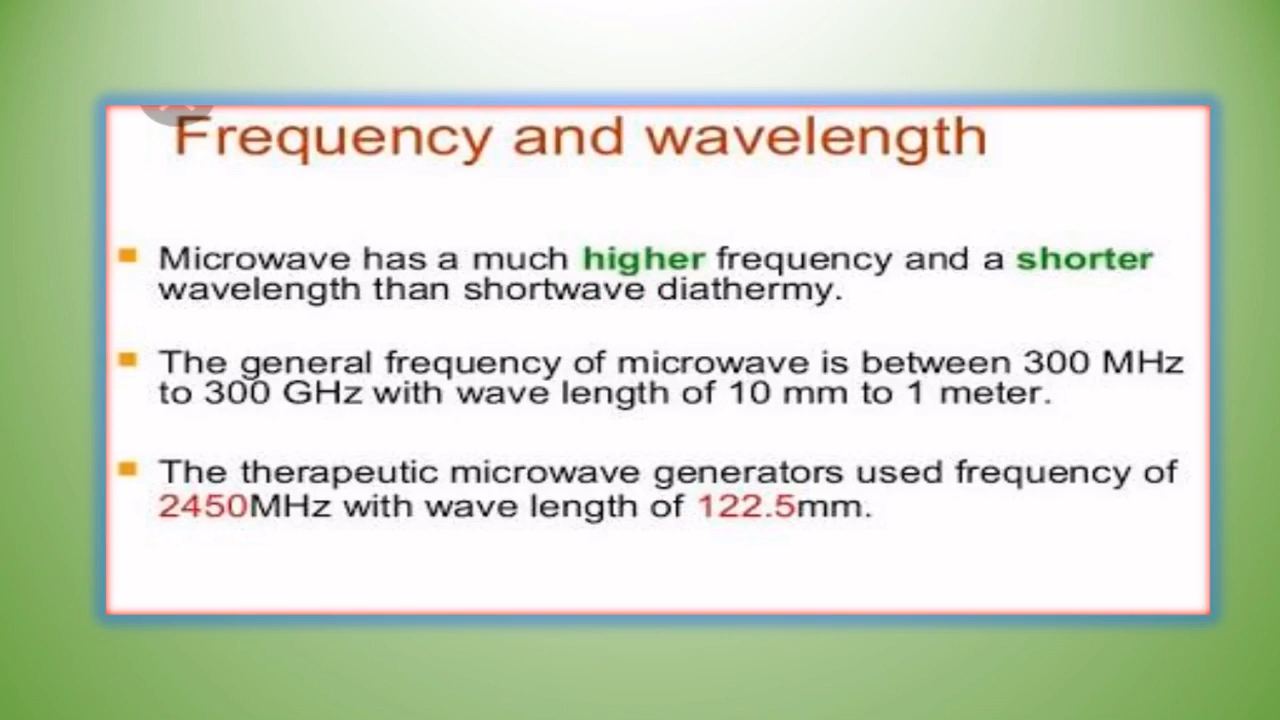 Frequency and wavelength
Microwave has a much higher frequency and a shorter
wavelength than shortwave diathermy.
The general frequency of microwave is between 300 MHz
to 300 GHz with wave length of 10 mm to 1 meter.
The therapeutic microwave generators used frequency of
2450MHz with wave length of 122.5mm.